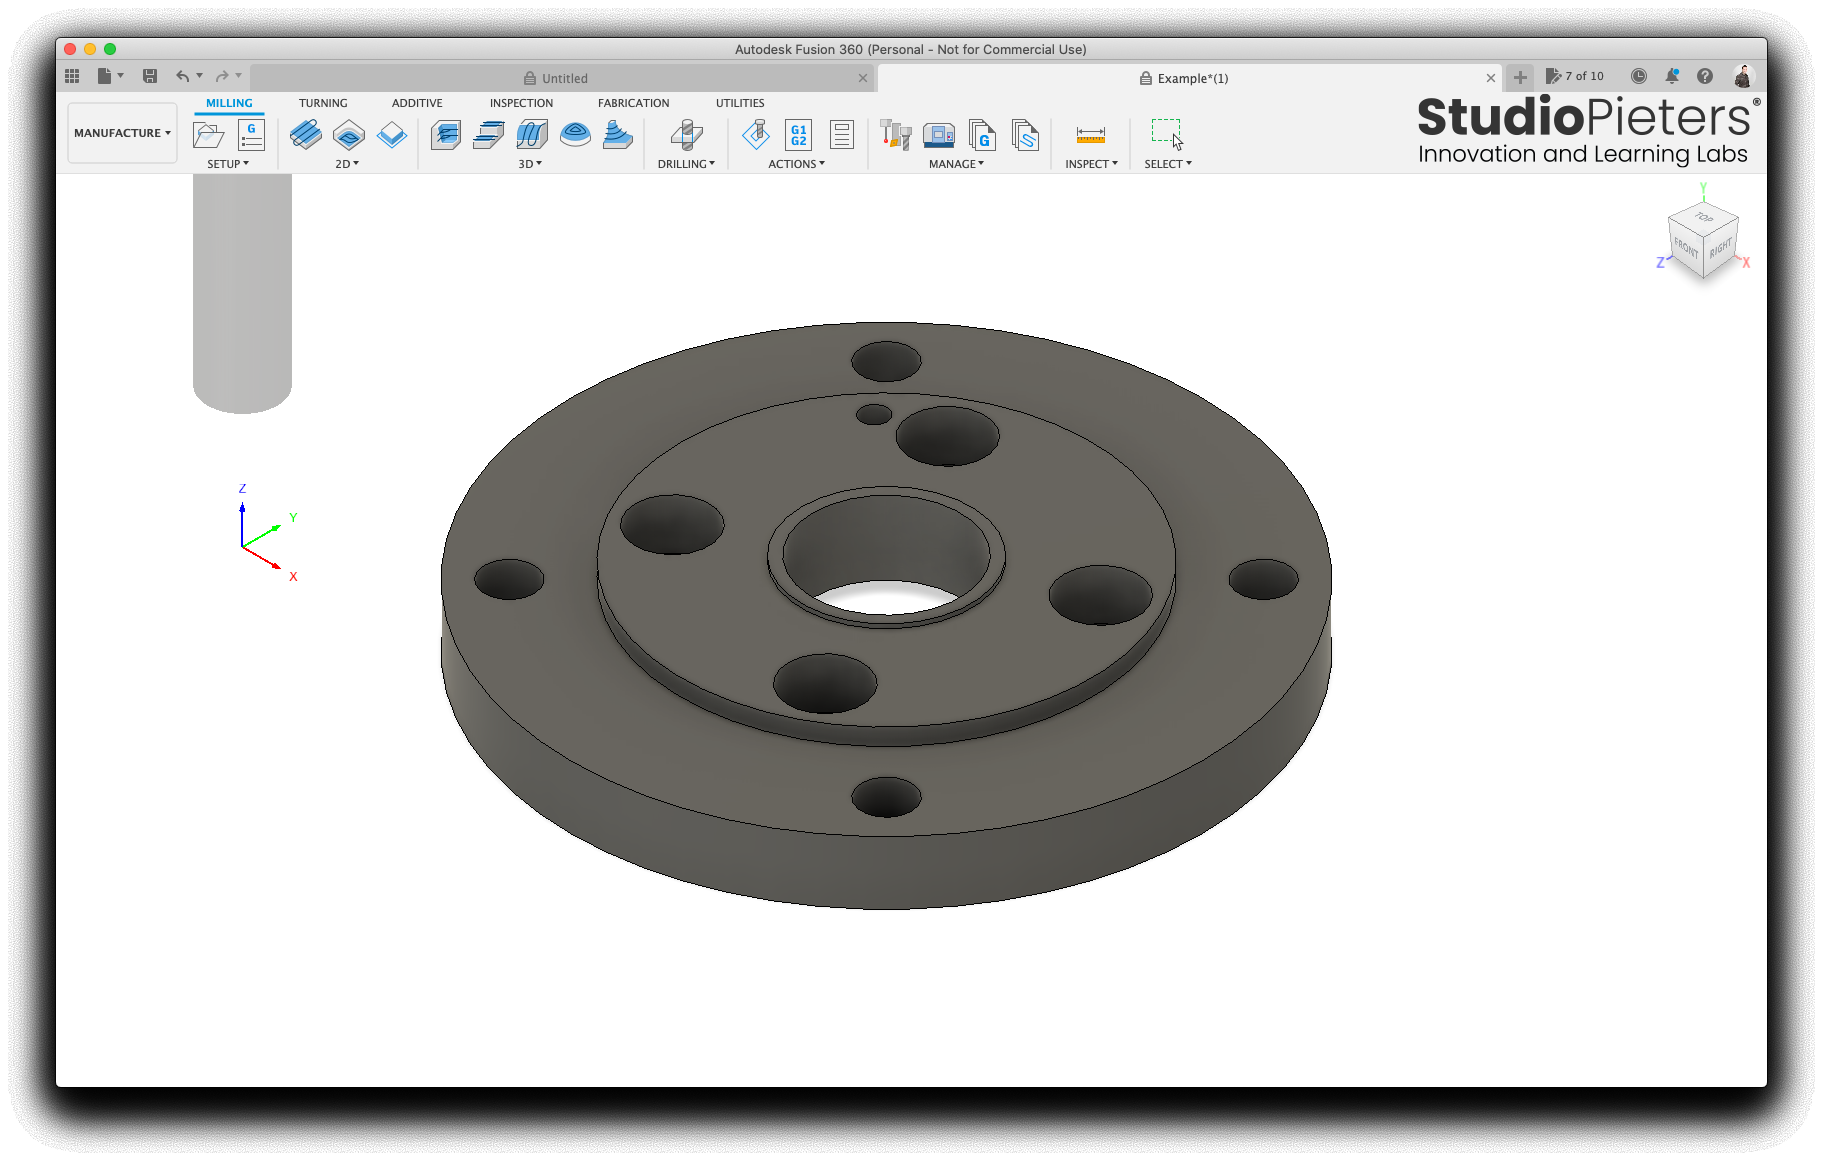 Autodesk Fusion 360 (Personal - Not for Commercial Use)
Untitled
Example*(1)
7 of 10
MANUFACTURE
MILLING TURNING ADDITIVE INSPECTION FABRICATION UTILITIES
G
G1
G2
G
SETUP 2D 3D DRILLING ACTIONS MANAGE INSPECT SELECT
StudioPieters®
Innovation and Learning Labs
Y
TOP
FRONT
RIGHT
Z
X
Z
Y
X